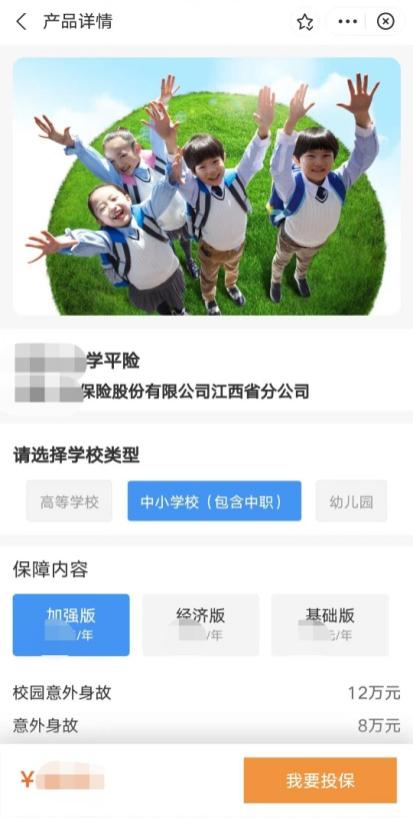 产品详情
学平险
保险股份有限公司江西省分公司
请选择学校类型
高等学校 中小学校（包含中职） 幼儿园
保障内容
加强版 经济版 基础版
/年 /年 元/年
校园意外身故 12万元
意外身故 8万元
¥ 我要投保